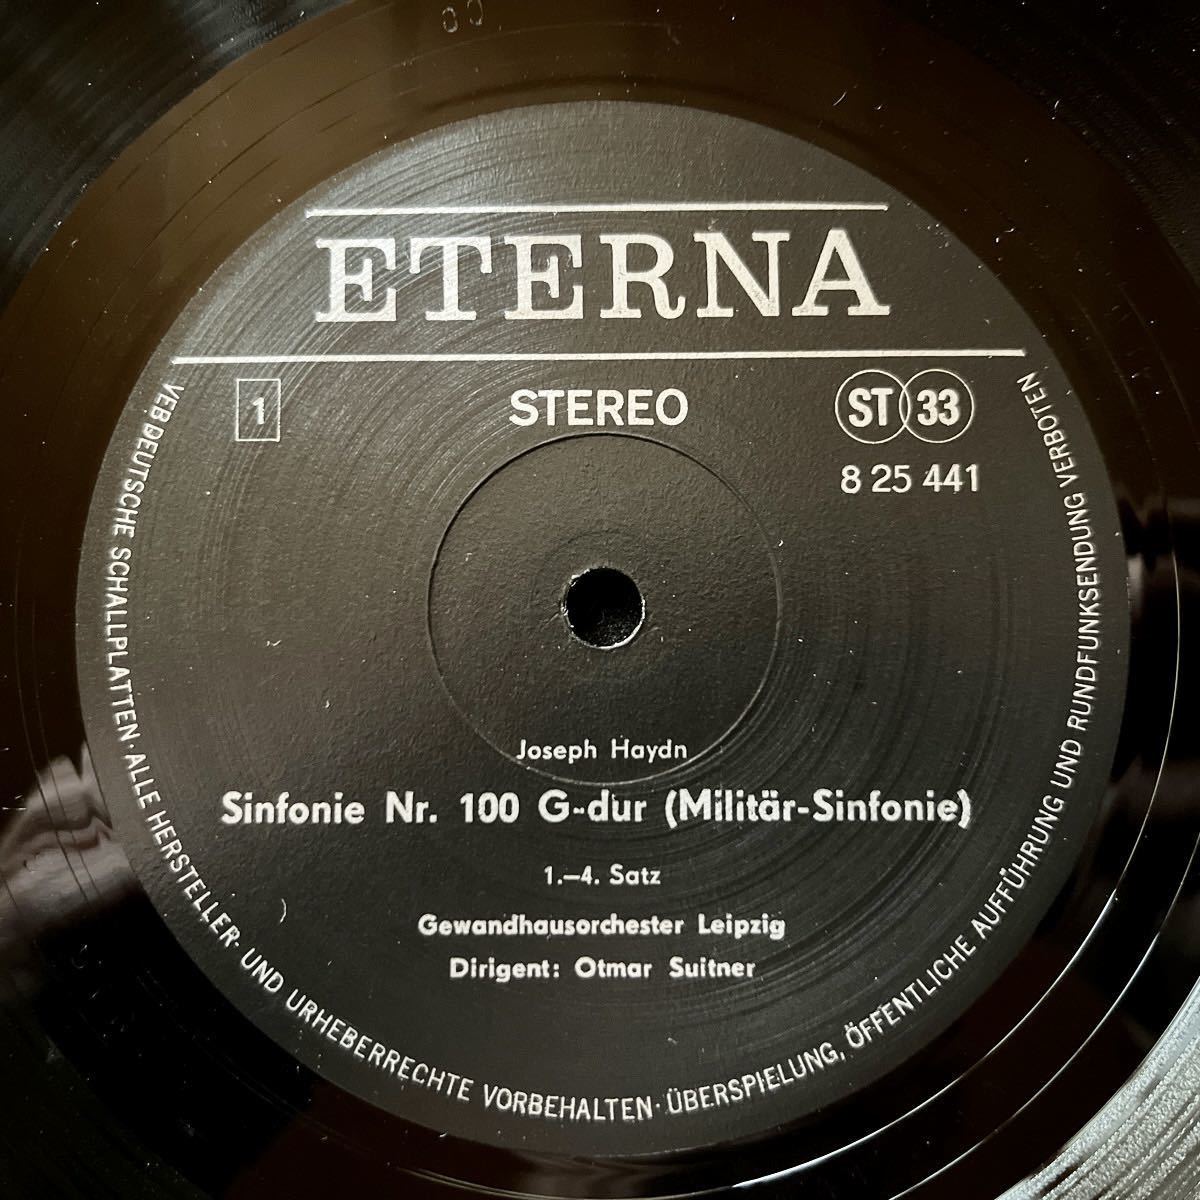 ETERNA
1
STEREO
ST 33
8 25 441
Joseph Haydn
Sinfonie Nr. 100 G-dur (Militär-Sinfonie)
1.—4. Satz
Gewandhausorchester Leipzig
Dirigent: Otmar Suitner
VEB DEUTSCHE SCHALLPLATTEN · ALLE HERSTELLER- UND URHEBERRECHTE VORBEHALTEN · ÜBERSPIELUNG, ÖFFENTLICHE AUFFÜHRUNG UND RUNDFUNKSENDUNG VERBOTEN